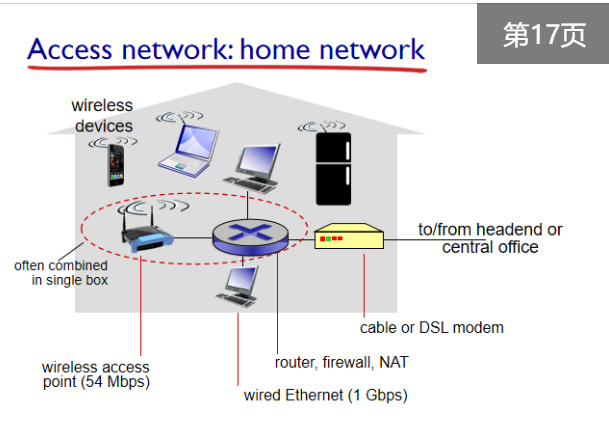 第17页
Access network: home network
wireless
devices
to/from headend or
central office
often combined
in single box
cable or DSL modem
router, firewall, NAT
wireless access
point (54 Mbps)
wired Ethernet (1 Gbps)